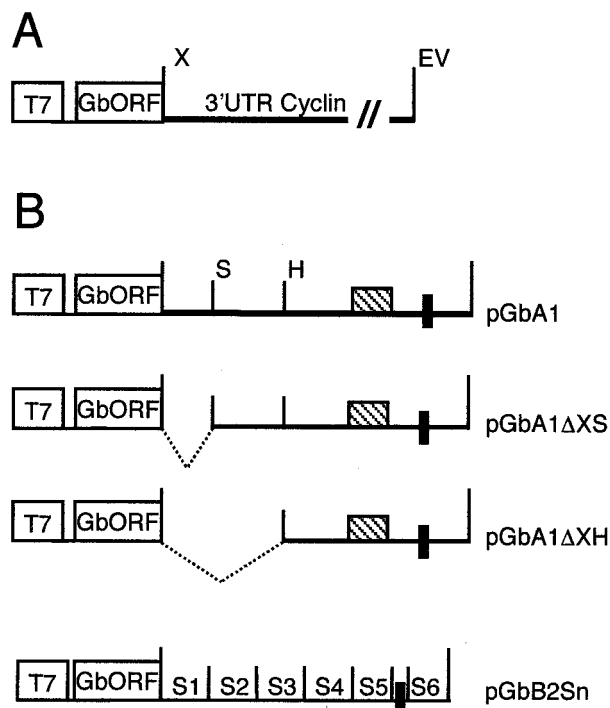 A
X EV
T7 GbORF 3'UTR Cyclin //
B
S H
T7 GbORF pGbA1
T7 GbORF pGbA1ΔXS
T7 GbORF pGbA1ΔXH
T7 GbORF S1 S2 S3 S4 S5 S6 pGbB2Sn